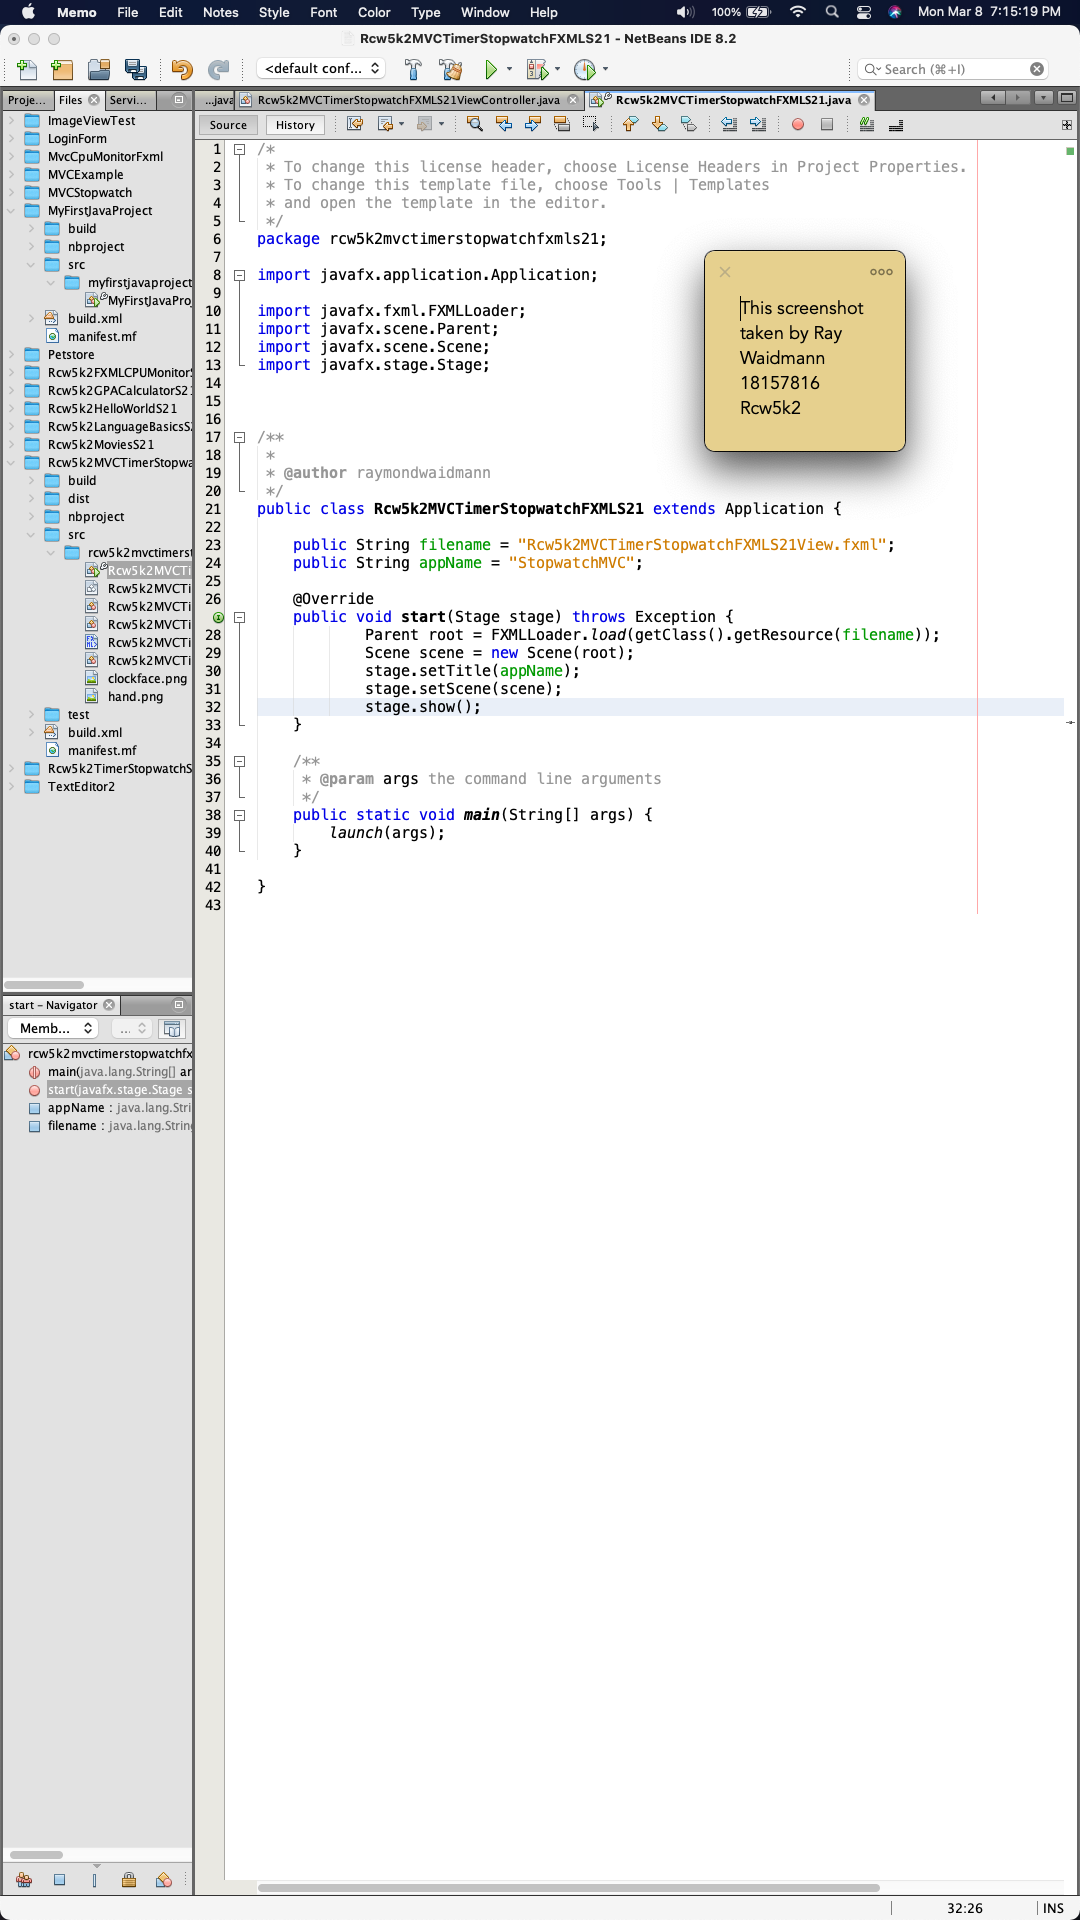 Memo File Edit Notes Style Font Color Type Window Help 100% Mon Mar 8 7:15:19 PM
Rcw5k2MVCTimerStopwatchFXMLS21 - NetBeans IDE 8.2
<default conf... Search (⌘+I)
Proje... Files Servi... ...java Rcw5k2MVCTimerStopwatchFXMLS21ViewController.java Rcw5k2MVCTimerStopwatchFXMLS21.java
Source History
ImageViewTest
LoginForm
MvcCpuMonitorFxml
MVCExample
MVCStopwatch
MyFirstJavaProject
build
nbproject
src
myfirstjavaproject
MyFirstJavaPro
build.xml
manifest.mf
Petstore
Rcw5k2FXMLCPUMonitor
Rcw5k2GPACalculatorS2
Rcw5k2HelloWorldS21
Rcw5k2LanguageBasicsS
Rcw5k2MoviesS21
Rcw5k2MVCTimerStopwa
build
dist
nbproject
src
rcw5k2mvctimerst
Rcw5k2MVCTi
Rcw5k2MVCTi
Rcw5k2MVCTi
Rcw5k2MVCTi
Rcw5k2MVCTi
Rcw5k2MVCTi
clockface.png
hand.png
test
build.xml
manifest.mf
Rcw5k2TimerStopwatchS
TextEditor2
1 /*
2 * To change this license header, choose License Headers in Project Properties.
3 * To change this template file, choose Tools | Templates
4 * and open the template in the editor.
5 */
6 package rcw5k2mvctimerstopwatchfxmls21;
7
8 import javafx.application.Application;
9
10 import javafx.fxml.FXMLLoader;
11 import javafx.scene.Parent;
12 import javafx.scene.Scene;
13 import javafx.stage.Stage;
14
15
16
17 /**
18 *
19 * @author raymondwaidmann
20 */
21 public class Rcw5k2MVCTimerStopwatchFXMLS21 extends Application {
22
23 public String filename = "Rcw5k2MVCTimerStopwatchFXMLS21View.fxml";
24 public String appName = "StopwatchMVC";
25
26 @Override
public void start(Stage stage) throws Exception {
28 Parent root = FXMLLoader.load(getClass().getResource(filename));
29 Scene scene = new Scene(root);
30 stage.setTitle(appName);
31 stage.setScene(scene);
32 stage.show();
33 }
34
35 /**
36 * @param args the command line arguments
37 */
38 public static void main(String[] args) {
39 launch(args);
40 }
41
42 }
43
This screenshot
taken by Ray
Waidmann
18157816
Rcw5k2
start - Navigator
Memb... ...
rcw5k2mvctimerstopwatchfx
main(java.lang.String[] ar
start(javafx.stage.Stage s
appName : java.lang.Stri
filename : java.lang.String
32:26 INS